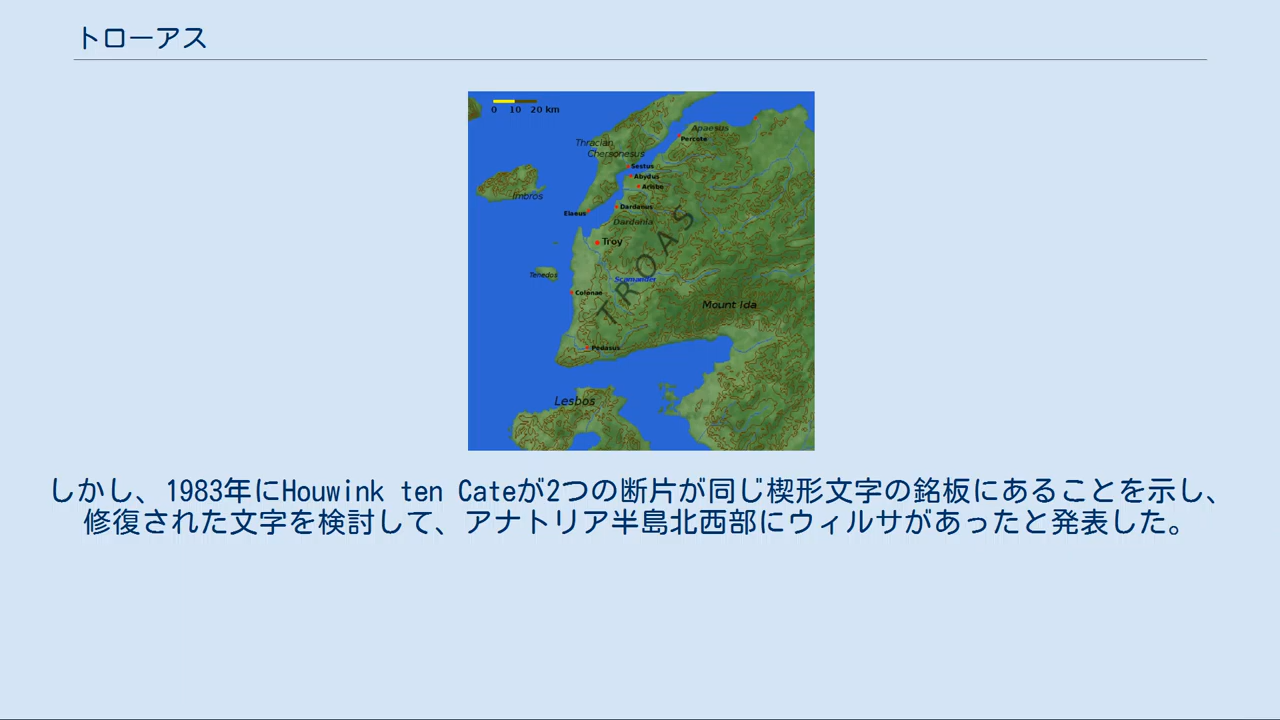 トローアス
0 10 20 km
Apaesus
Percote
Thracian
Chersonesus
Sestus
Abydus
Arisbe
Imbros
Dardanus
Elaeus
Dardania
Troy
TROAS
Tenedos
Scamander
Colonae
Mount Ida
Pedasus
Lesbos
しかし、1983年にHouwink ten Cateが2つの断片が同じ楔形文字の銘板にあることを示し、
修復された文字を検討して、アナトリア半島北西部にウィルサがあったと発表した。